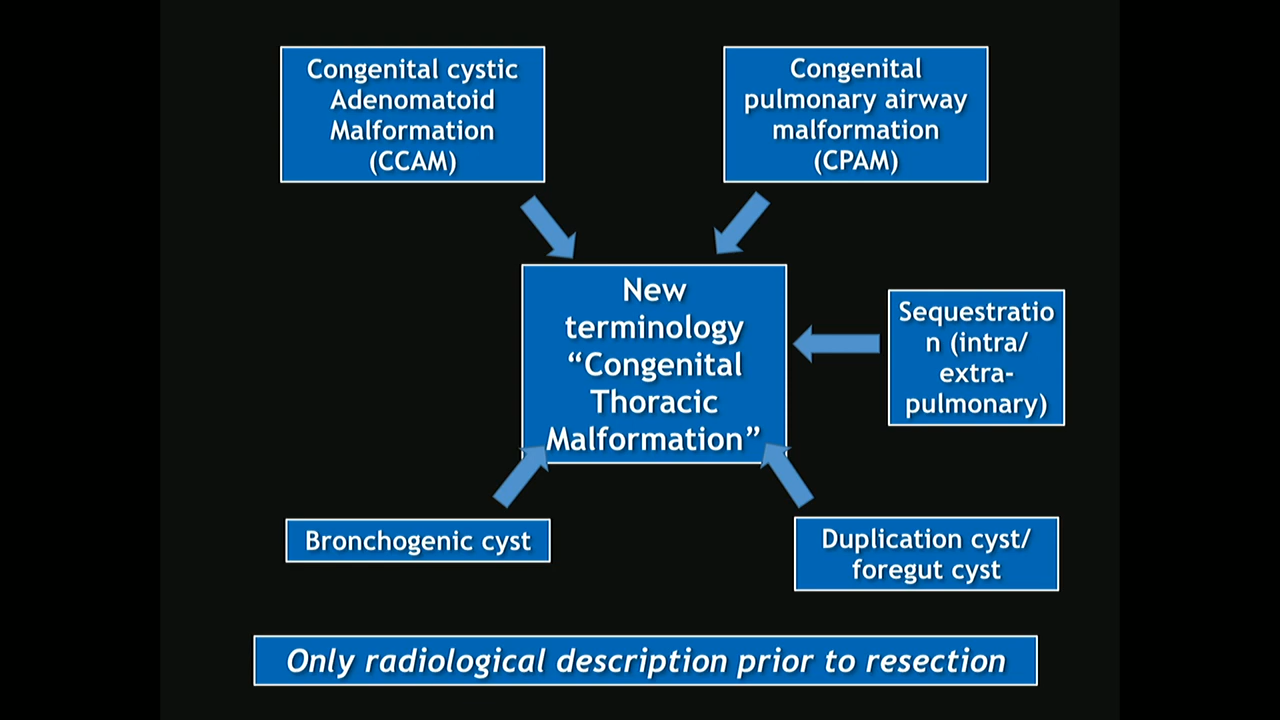 Congenital cystic
Adenomatoid
Malformation
(CCAM)
Congenital
pulmonary airway
malformation
(CPAM)
New
terminology
“Congenital
Thoracic
Malformation”
Sequestratio
n (intra/
extra-
pulmonary)
Bronchogenic cyst
Duplication cyst/
foregut cyst
Only radiological description prior to resection